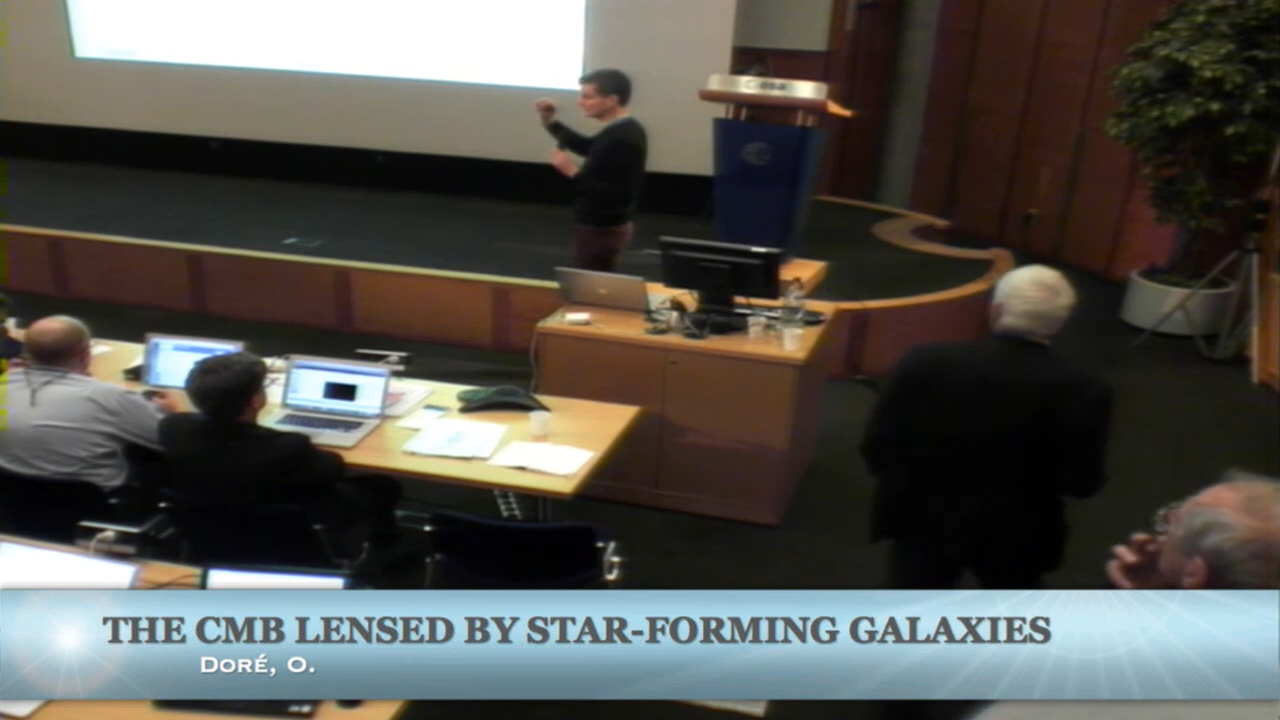 THE CMB LENSED BY STAR-FORMING GALAXIES
DORÉ, O.